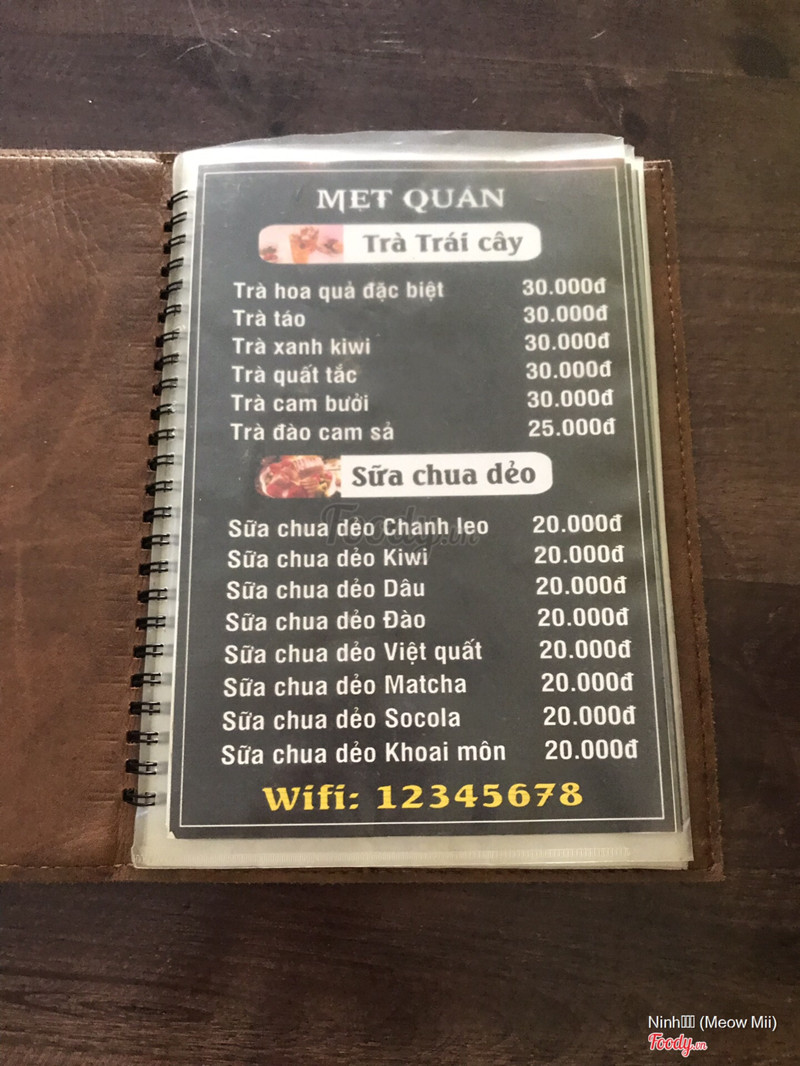 MẸT QUÁN
Trà Trái cây
Trà hoa quả đặc biệt 30.000đ
Trà táo 30.000đ
Trà xanh kiwi 30.000đ
Trà quất tắc 30.000đ
Trà cam bưởi 30.000đ
Trà đào cam sả 25.000đ
Sữa chua dẻo
Sữa chua dẻo Chanh leo 20.000đ
Foody.vn
Sữa chua dẻo Kiwi 20.000đ
Sữa chua dẻo Dâu 20.000đ
Sữa chua dẻo Đào 20.000đ
Sữa chua dẻo Việt quất 20.000đ
Sữa chua dẻo Matcha 20.000đ
Sữa chua dẻo Socola 20.000đ
Sữa chua dẻo Khoai môn 20.000đ
Wifi: 12345678
Ninh (Meow Mii)
Foody.vn